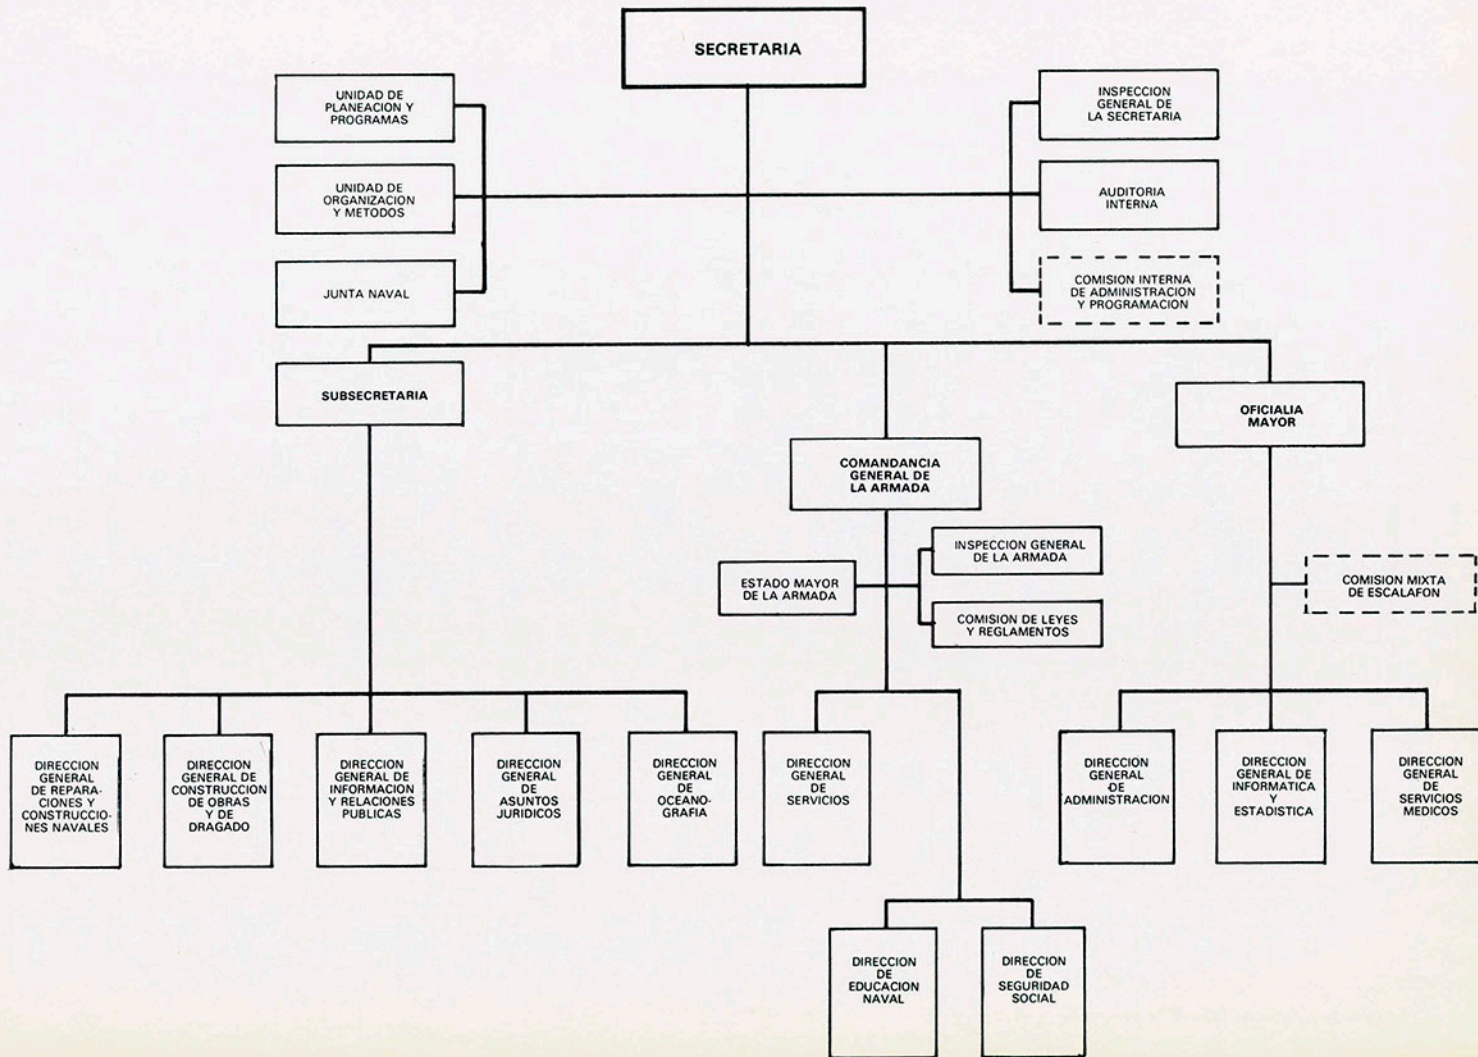 SECRETARIA
UNIDAD DE
PLANEACION Y
PROGRAMAS
INSPECCION
GENERAL DE
LA SECRETARIA
UNIDAD DE
ORGANIZACION
Y METODOS
AUDITORIA
INTERNA
JUNTA NAVAL
COMISION INTERNA
DE ADMINISTRACION
Y PROGRAMACION
SUBSECRETARIA
OFICIALIA
MAYOR
COMANDANCIA
GENERAL DE
LA ARMADA
INSPECCION GENERAL
DE LA ARMADA
ESTADO MAYOR
DE LA ARMADA
COMISION DE LEYES
Y REGLAMENTOS
COMISION MIXTA
DE ESCALAFON
DIRECCION
GENERAL
DE REPARA-
CIONES Y
CONSTRUCCIO-
NES NAVALES
DIRECCION
GENERAL DE
CONSTRUCCION
DE OBRAS
Y DE
DRAGADO
DIRECCION
GENERAL DE
INFORMACION
Y RELACIONES
PUBLICAS
DIRECCION
GENERAL
DE
ASUNTOS
JURIDICOS
DIRECCION
GENERAL
DE
OCEANO-
GRAFIA
DIRECCION
GENERAL
DE
SERVICIOS
DIRECCION
GENERAL
DE
ADMINISTRACION
DIRECCION
GENERAL DE
INFORMATICA
Y
ESTADISTICA
DIRECCION
GENERAL
DE
SERVICIOS
MEDICOS
DIRECCION
DE
EDUCACION
NAVAL
DIRECCION
DE
SEGURIDAD
SOCIAL